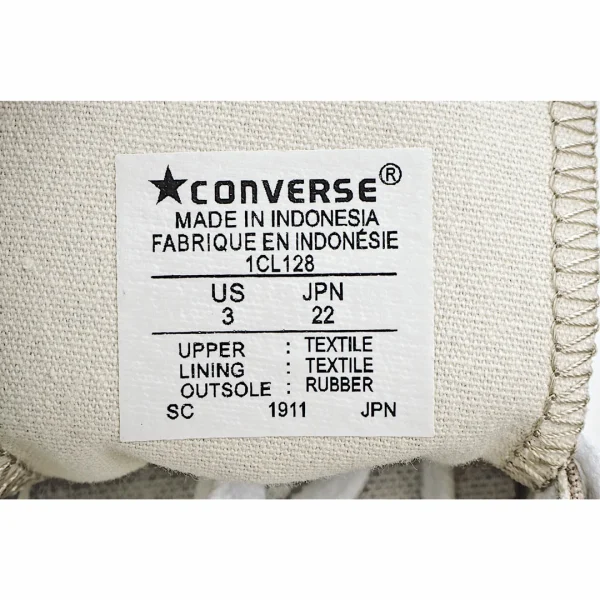 ★CONVERSE®
MADE IN INDONESIA
FABRIQUE EN INDONÉSIE
1CL128
US JPN
3 22
UPPER : TEXTILE
LINING : TEXTILE
OUTSOLE : RUBBER
SC 1911 JPN